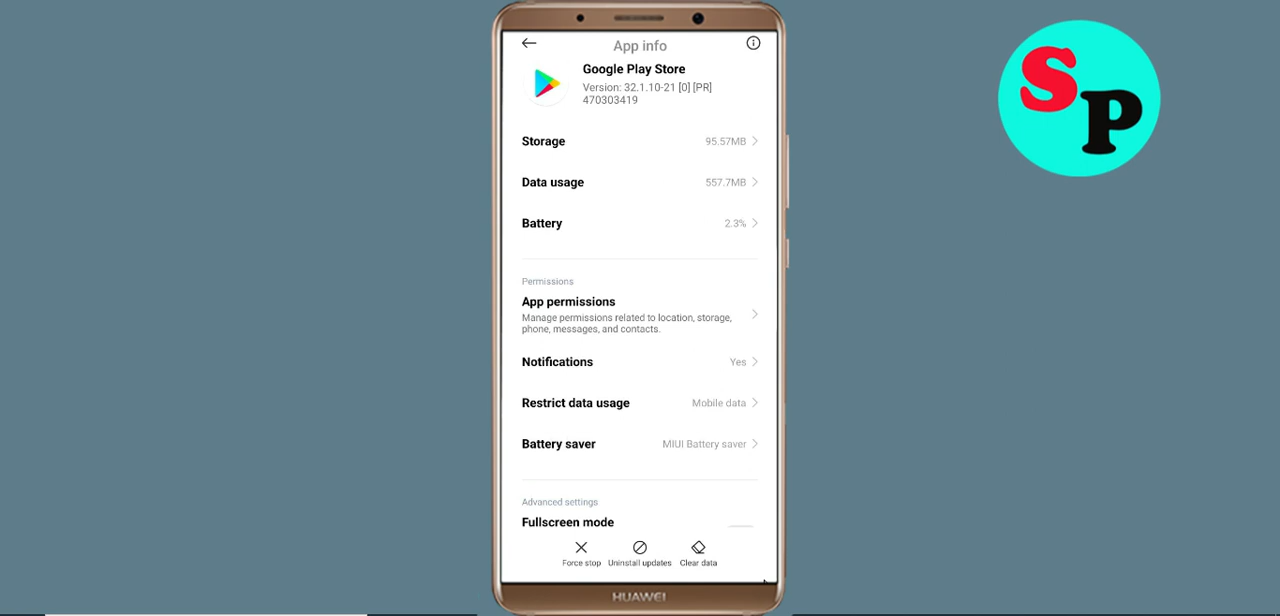 App info
Google Play Store
Version: 32.1.10-21 [0] [PR]
470303419
Storage 95.57MB
Data usage 557.7MB
Battery 2.3%
Permissions
App permissions
Manage permissions related to location, storage,
phone, messages, and contacts.
Notifications Yes
Restrict data usage Mobile data
Battery saver MIUI Battery saver
Advanced settings
Fullscreen mode
Force stop Uninstall updates Clear data
HUAWEI
SP